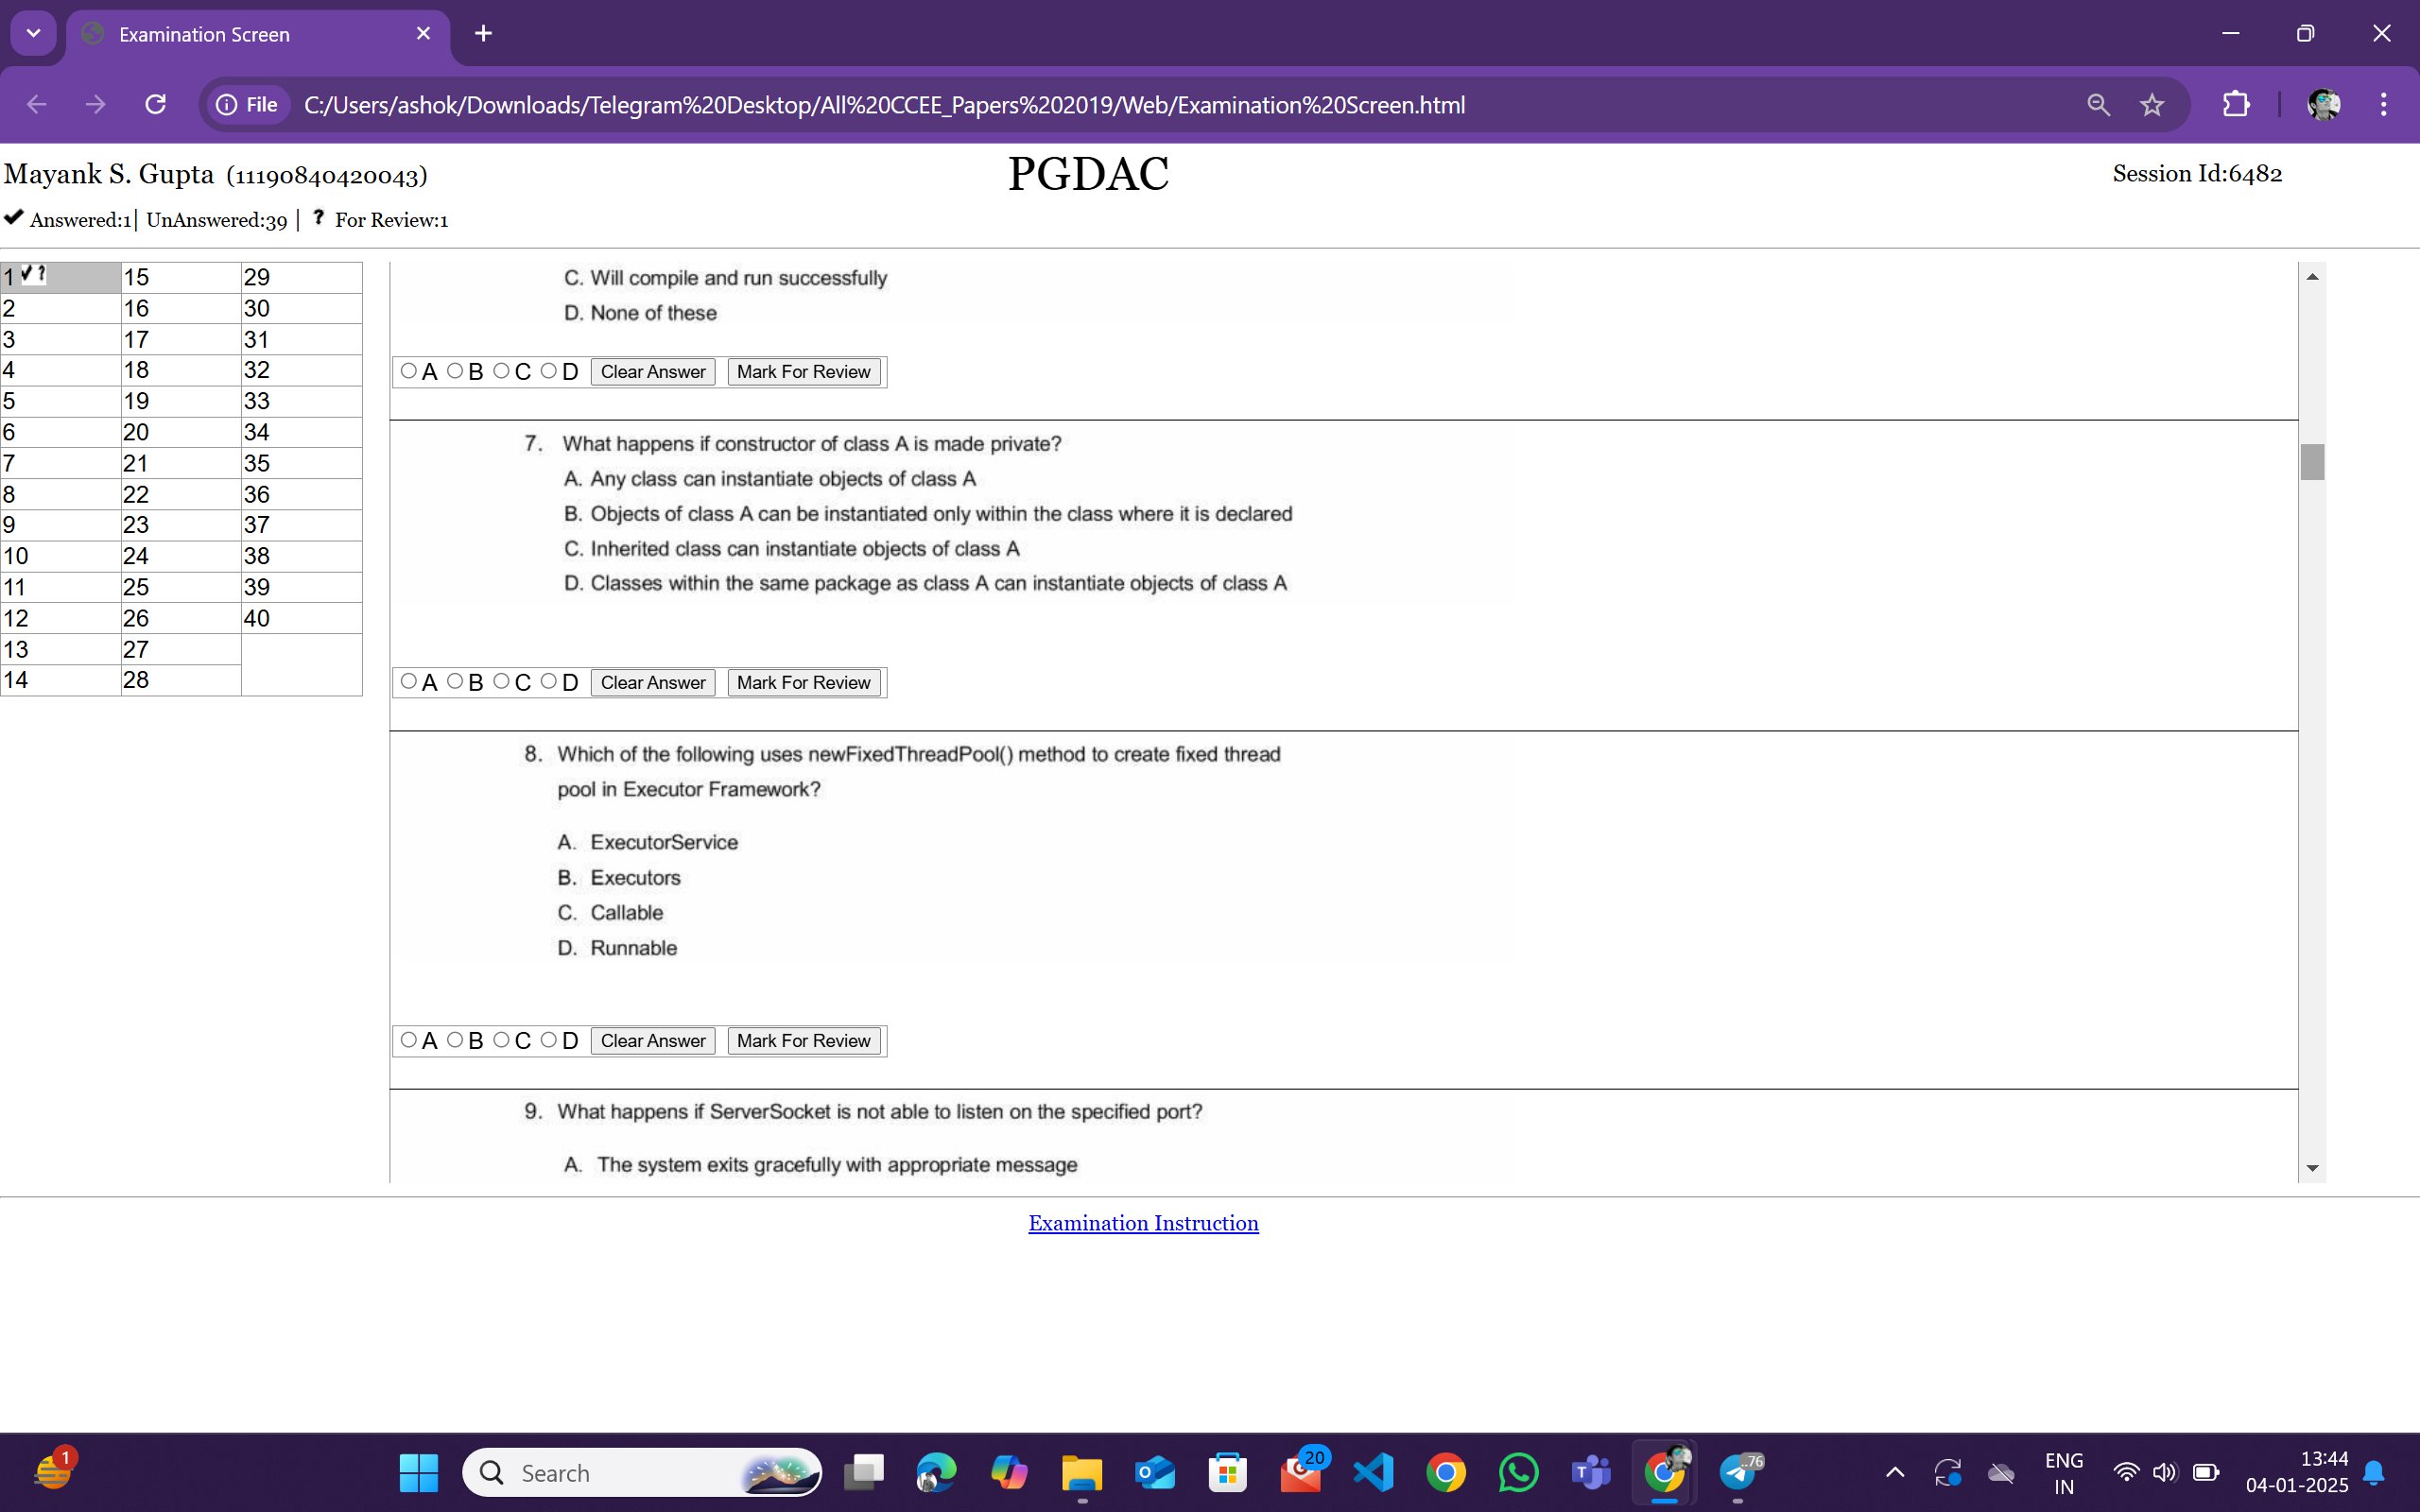 Examination Screen
File
C:/Users/ashok/Downloads/Telegram%20Desktop/All%20CCEE_Papers%202019/Web/Examination%20Screen.html
Mayank S. Gupta (11190840420043)
PGDAC
Session Id:6482
Answered:1| UnAnswered:39 | ? For Review:1
1 ? 15 29
2 16 30
3 17 31
4 18 32
5 19 33
6 20 34
7 21 35
8 22 36
9 23 37
10 24 38
11 25 39
12 26 40
13 27
14 28
C. Will compile and run successfully
D. None of these
A B C D Clear Answer Mark For Review
7. What happens if constructor of class A is made private?
A. Any class can instantiate objects of class A
B. Objects of class A can be instantiated only within the class where it is declared
C. Inherited class can instantiate objects of class A
D. Classes within the same package as class A can instantiate objects of class A
A B C D Clear Answer Mark For Review
8. Which of the following uses newFixedThreadPool() method to create fixed thread
pool in Executor Framework?
A. ExecutorService
B. Executors
C. Callable
D. Runnable
A B C D Clear Answer Mark For Review
9. What happens if ServerSocket is not able to listen on the specified port?
A. The system exits gracefully with appropriate message
Examination Instruction
1
Search
20
..76
ENG
IN
13:44
04-01-2025